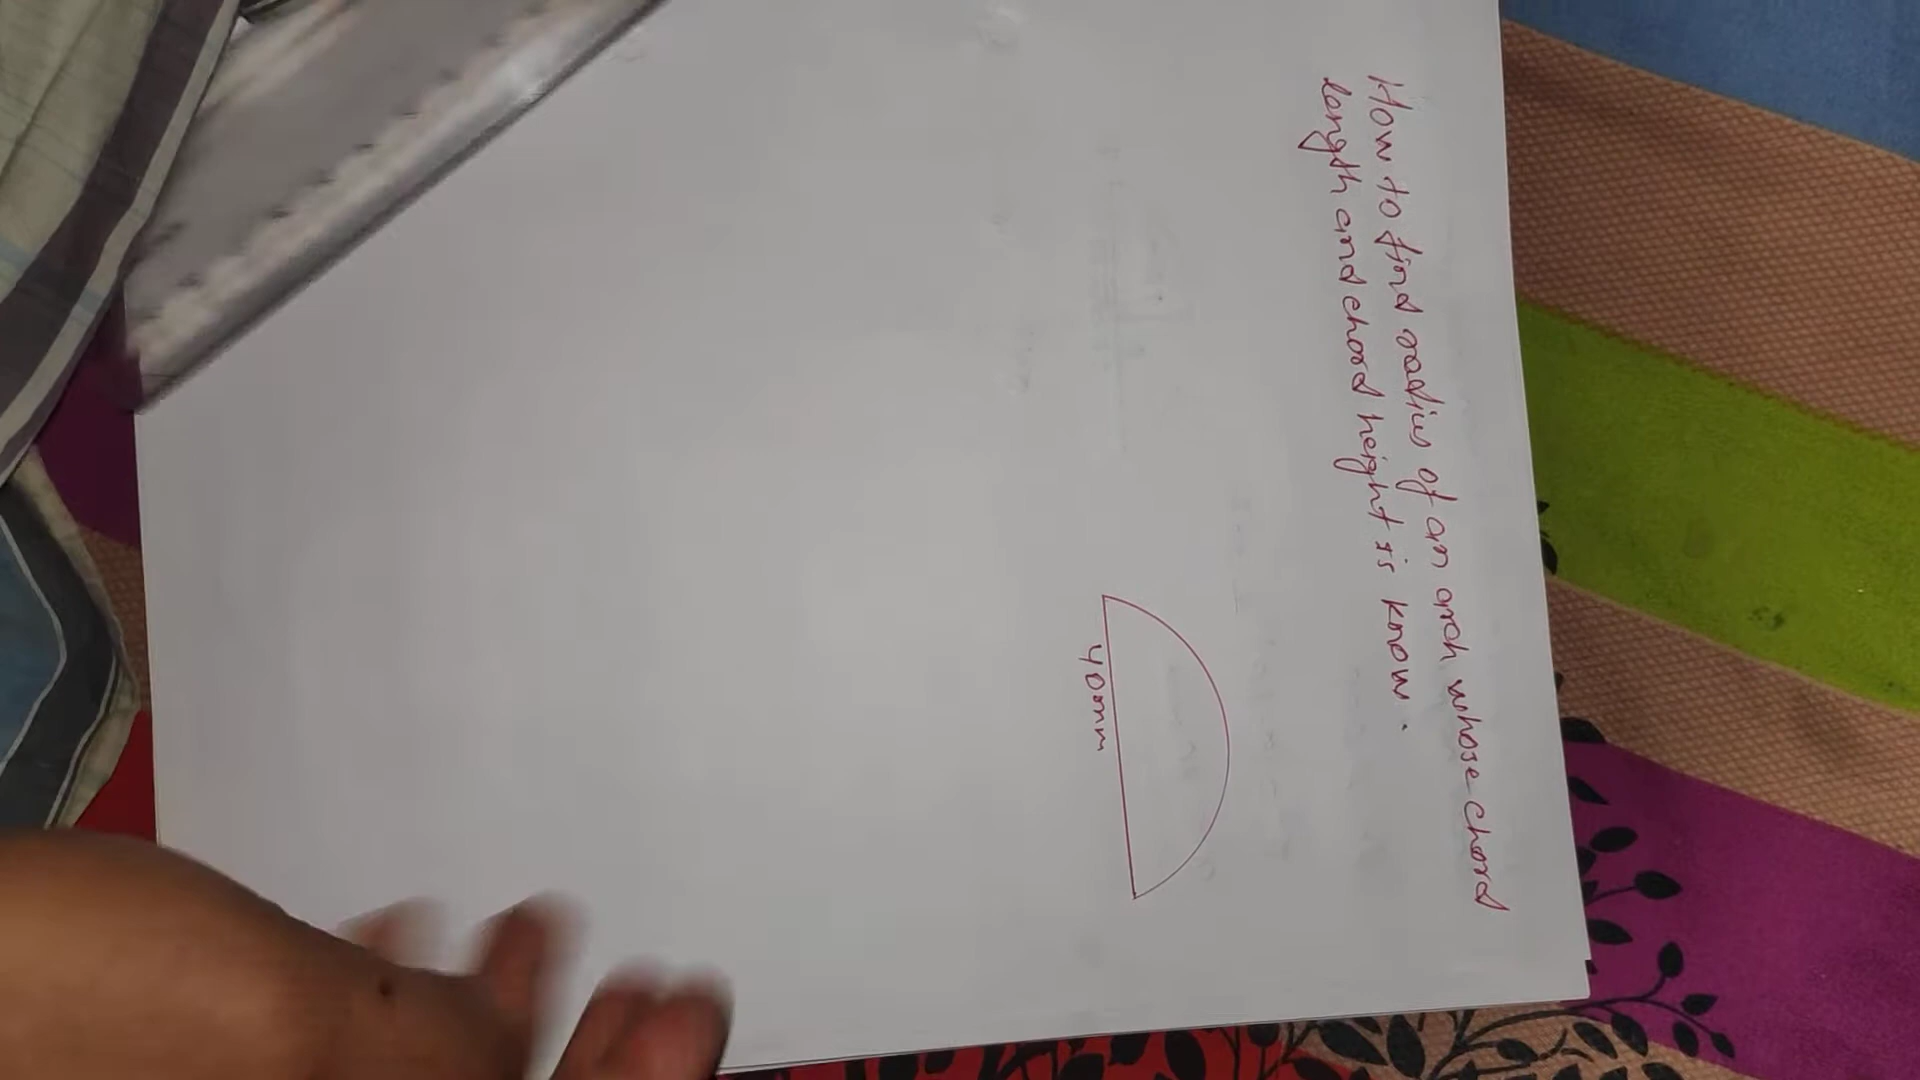 How to find radius of an arch whose chord
length and chord height is know.
40mm